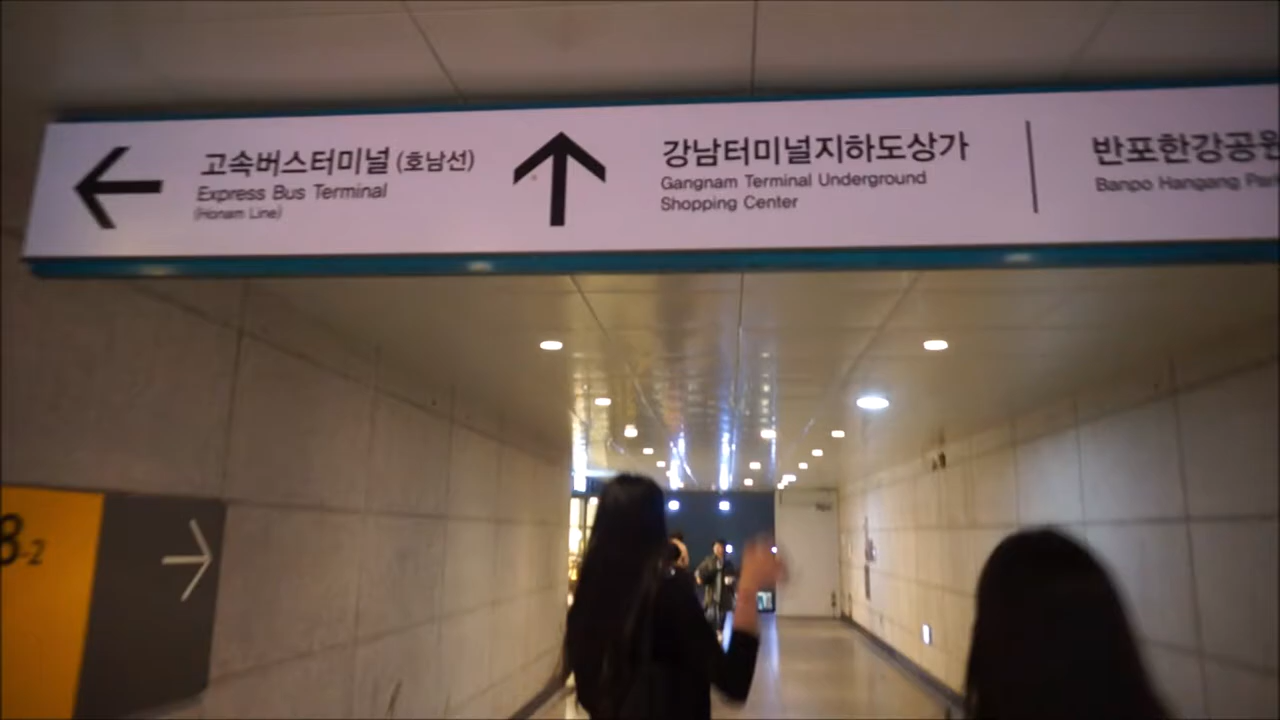 고속버스터미널 (호남선)
Express Bus Terminal
(Honam Line)
강남터미널지하도상가
Gangnam Terminal Underground
Shopping Center
반포한강공원
Banpo Hangang
8-2